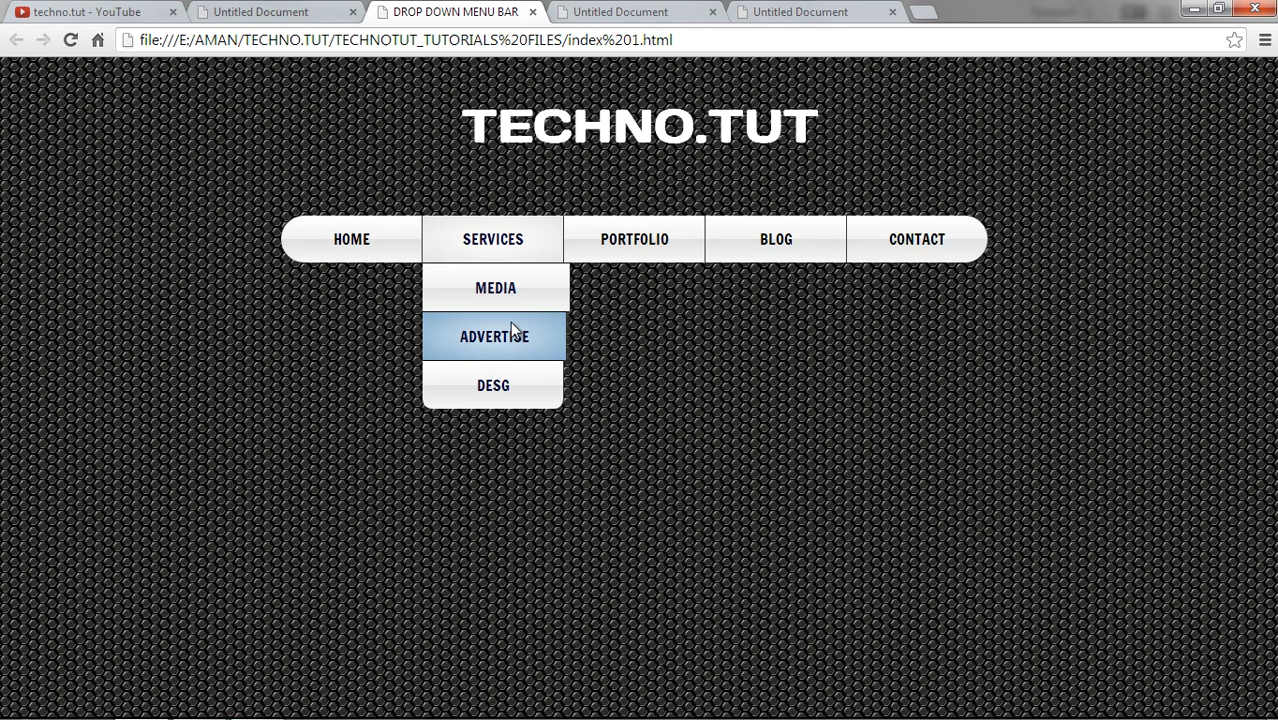 techno.tut - YouTube
Untitled Document
DROP DOWN MENU BAR
Untitled Document
Untitled Document
file:///E:/AMAN/TECHNO.TUT/TECHNOTUT_TUTORIALS%20FILES/index%201.html
TECHNO.TUT
HOME SERVICES PORTFOLIO BLOG CONTACT
MEDIA
ADVERTISE
DESG